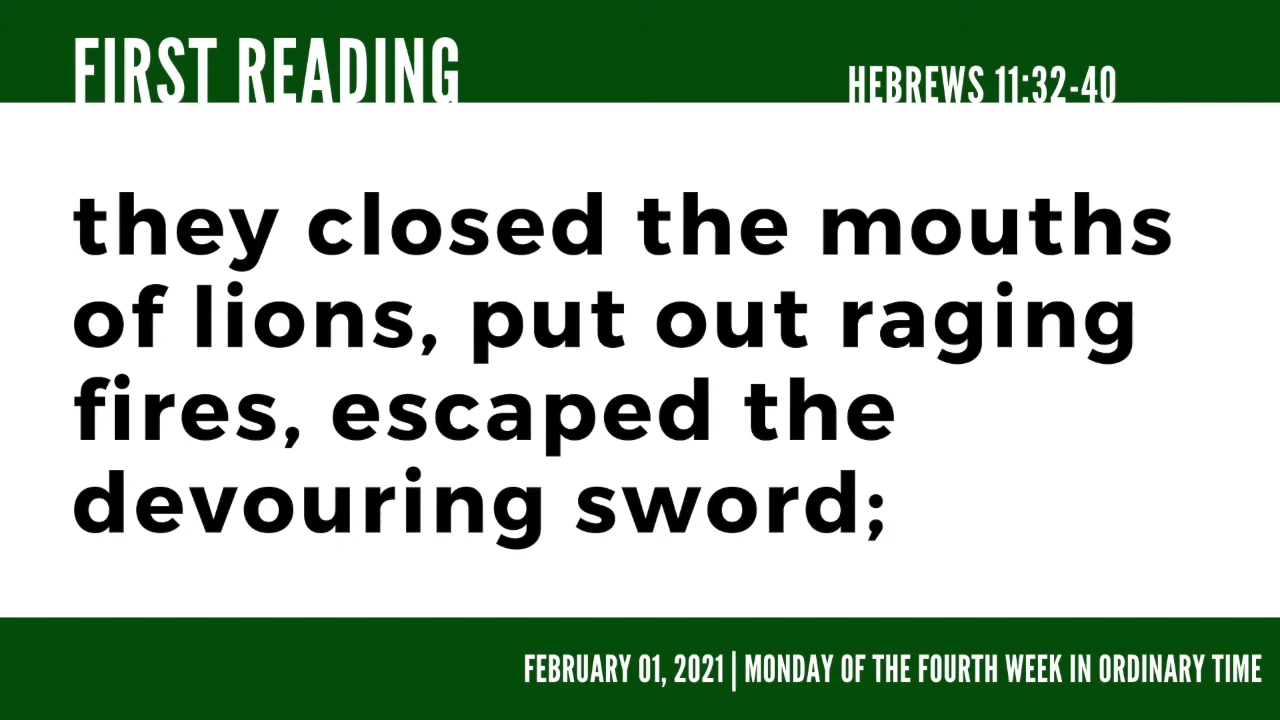 FIRST READING
HEBREWS 11:32-40
they closed the mouths
of lions, put out raging
fires, escaped the
devouring sword;
FEBRUARY 01, 2021 | MONDAY OF THE FOURTH WEEK IN ORDINARY TIME